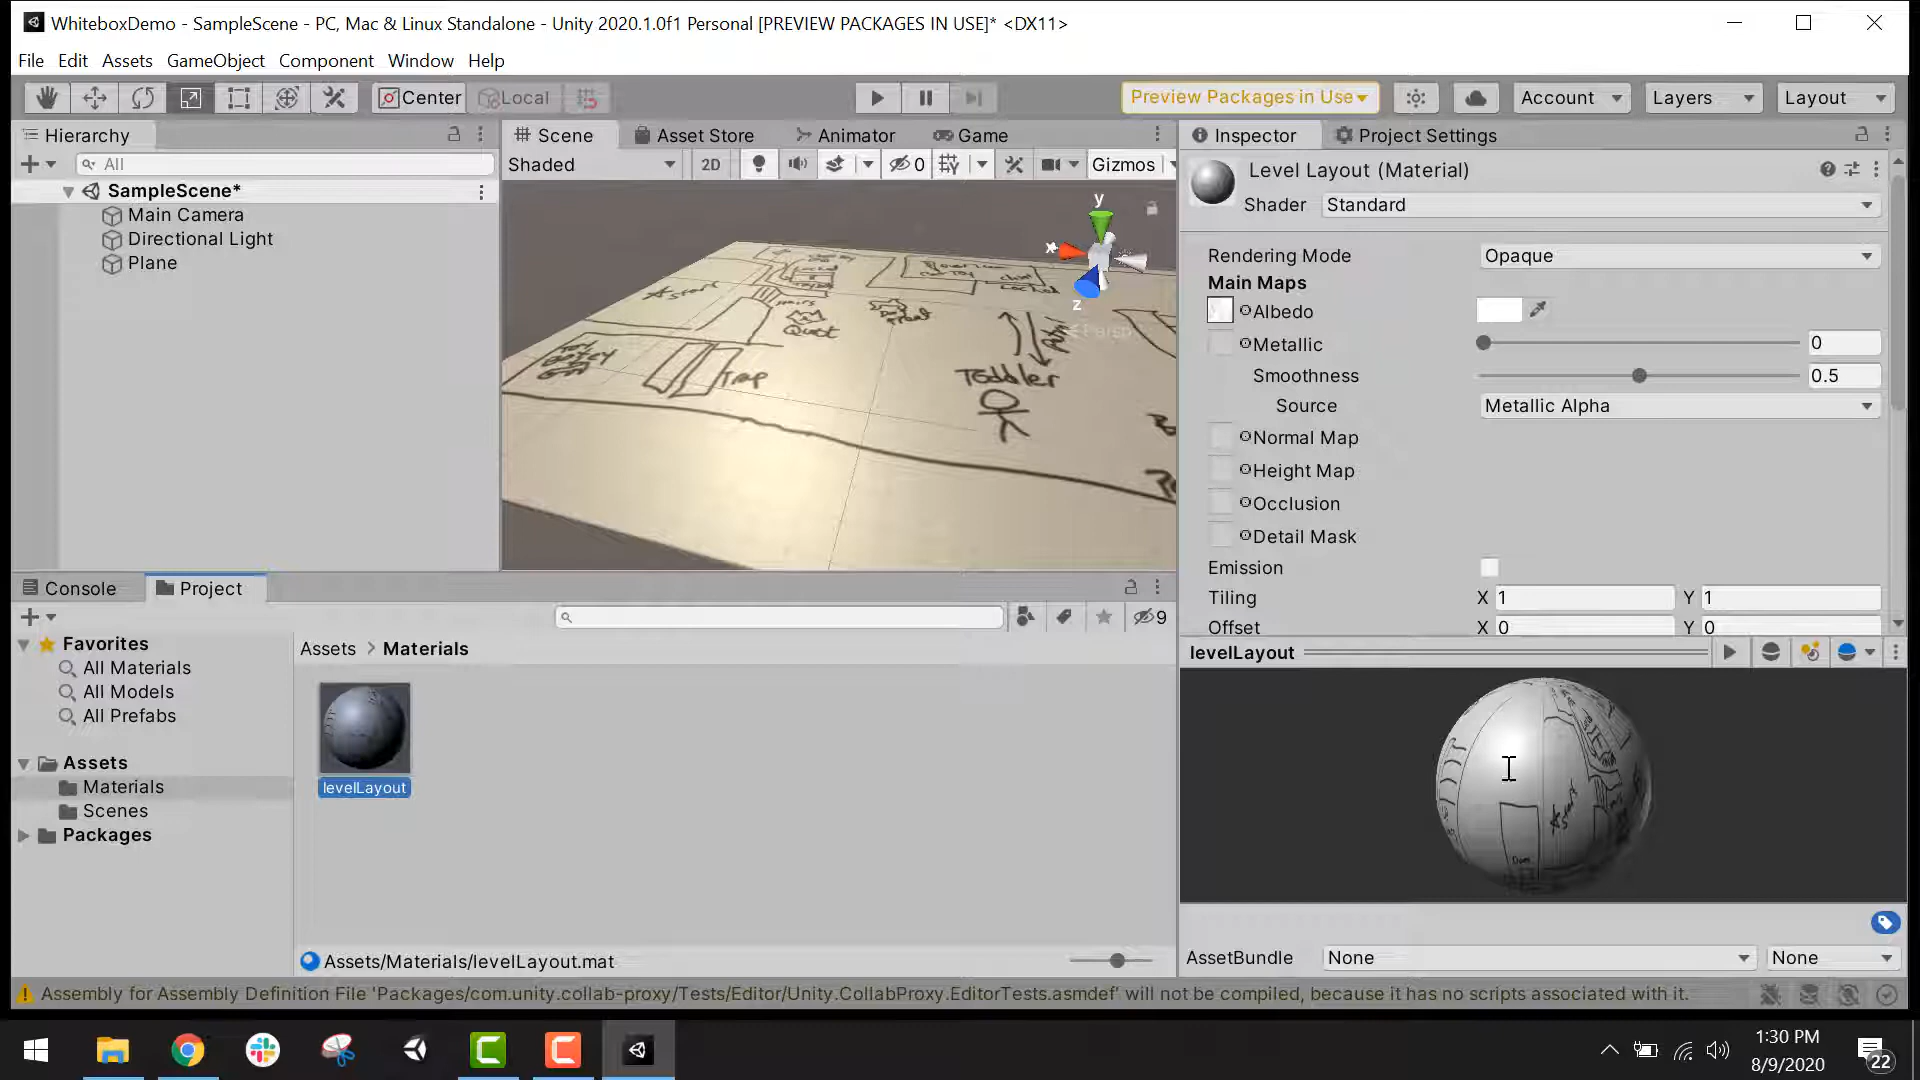 WhiteboxDemo - SampleScene - PC, Mac & Linux Standalone - Unity 2020.1.0f1 Personal [PREVIEW PACKAGES IN USE]* <DX11>
File Edit Assets GameObject Component Window Help
Center Local Preview Packages in Use Account Layers Layout
Hierarchy
All
SampleScene*
Main Camera
Directional Light
Plane
Scene Asset Store Animator Game
Shaded 2D 0 Gizmos
y
x
z
Persp
Start
Stairs
Quest
Trap
Toddler
Path
Inspector Project Settings
Level Layout (Material)
Shader Standard
Rendering Mode Opaque
Main Maps
Albedo
Metallic 0
Smoothness 0.5
Source Metallic Alpha
Normal Map
Height Map
Occlusion
Detail Mask
Emission
Tiling X 1 Y 1
Offset X 0 Y 0
levelLayout
Start
Door
AssetBundle None None
Console Project
9
Favorites
All Materials
All Models
All Prefabs
Assets
Materials
Scenes
Packages
Assets > Materials
levelLayout
Assets/Materials/levelLayout.mat
Assembly for Assembly Definition File 'Packages/com.unity.collab-proxy/Tests/Editor/Unity.CollabProxy.EditorTests.asmdef' will not be compiled, because it has no scripts associated with it.
1:30 PM
8/9/2020
22